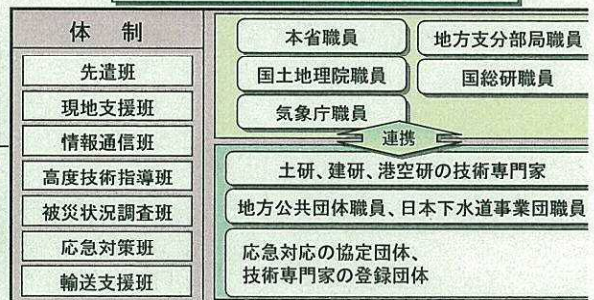 体 制
先遣班
現地支援班
情報通信班
高度技術指導班
被災状況調査班
応急対策班
輸送支援班
本省職員
地方支分部局職員
国土地理院職員
国総研職員
気象庁職員
連携
土研、建研、港空研の技術専門家
地方公共団体職員、日本下水道事業団職員
応急対応の協定団体、
技術専門家の登録団体